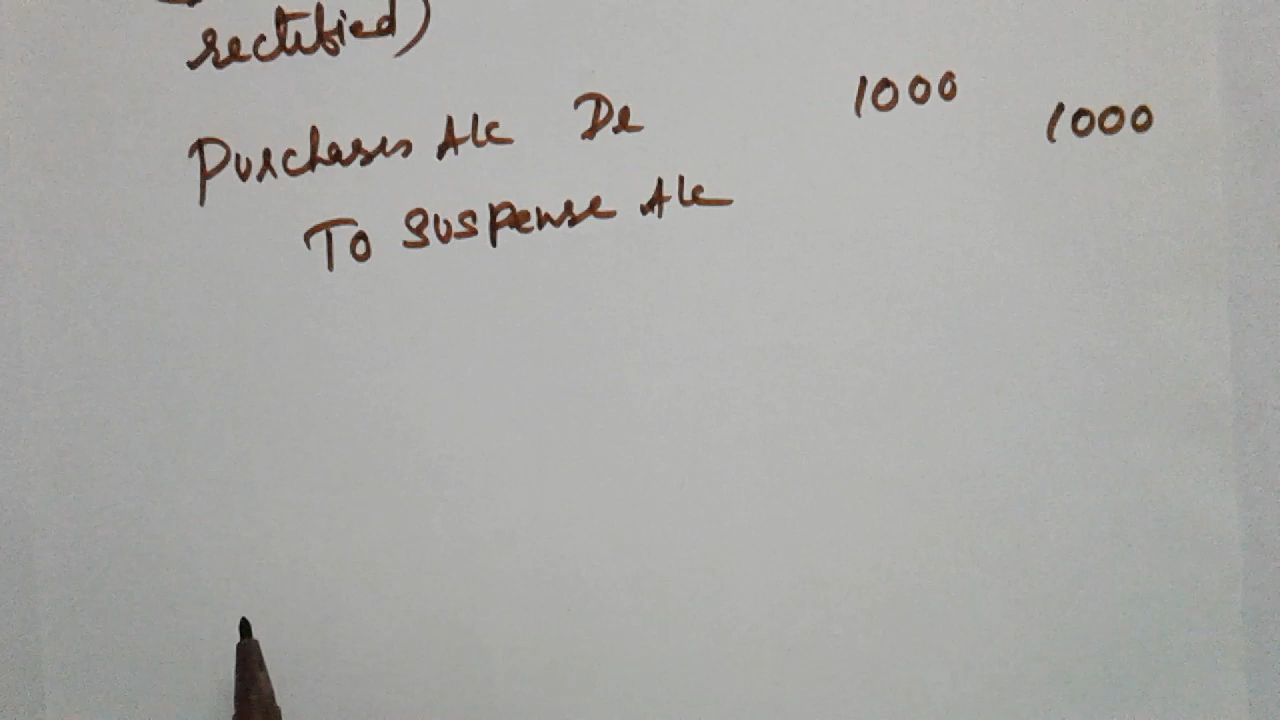 rectified)
Purchases A/c Dr 1000
To Suspense A/c 1000